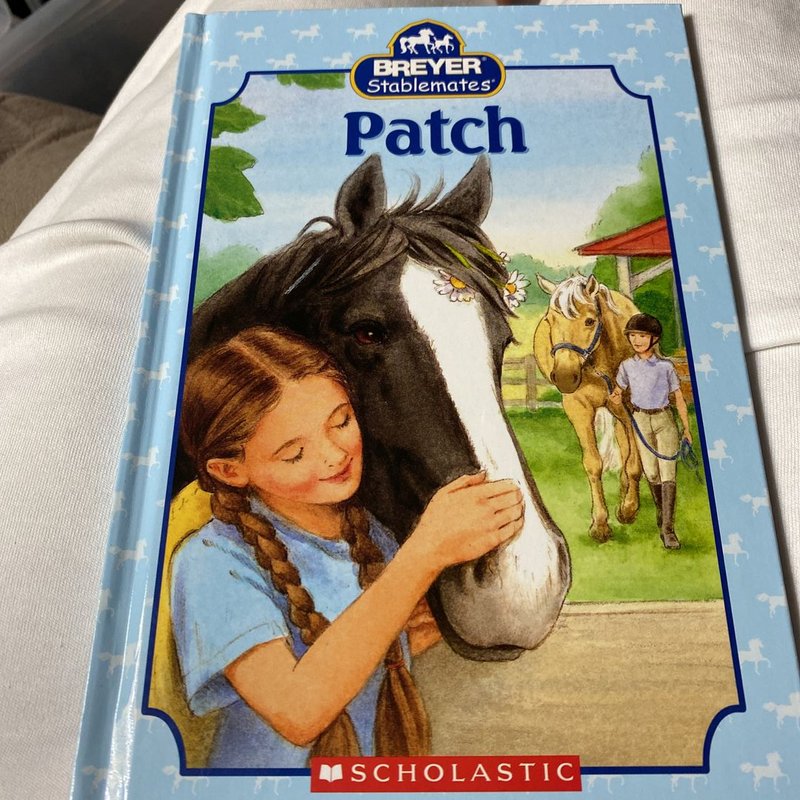 BREYER®
Stablemates®
Patch
SCHOLASTIC